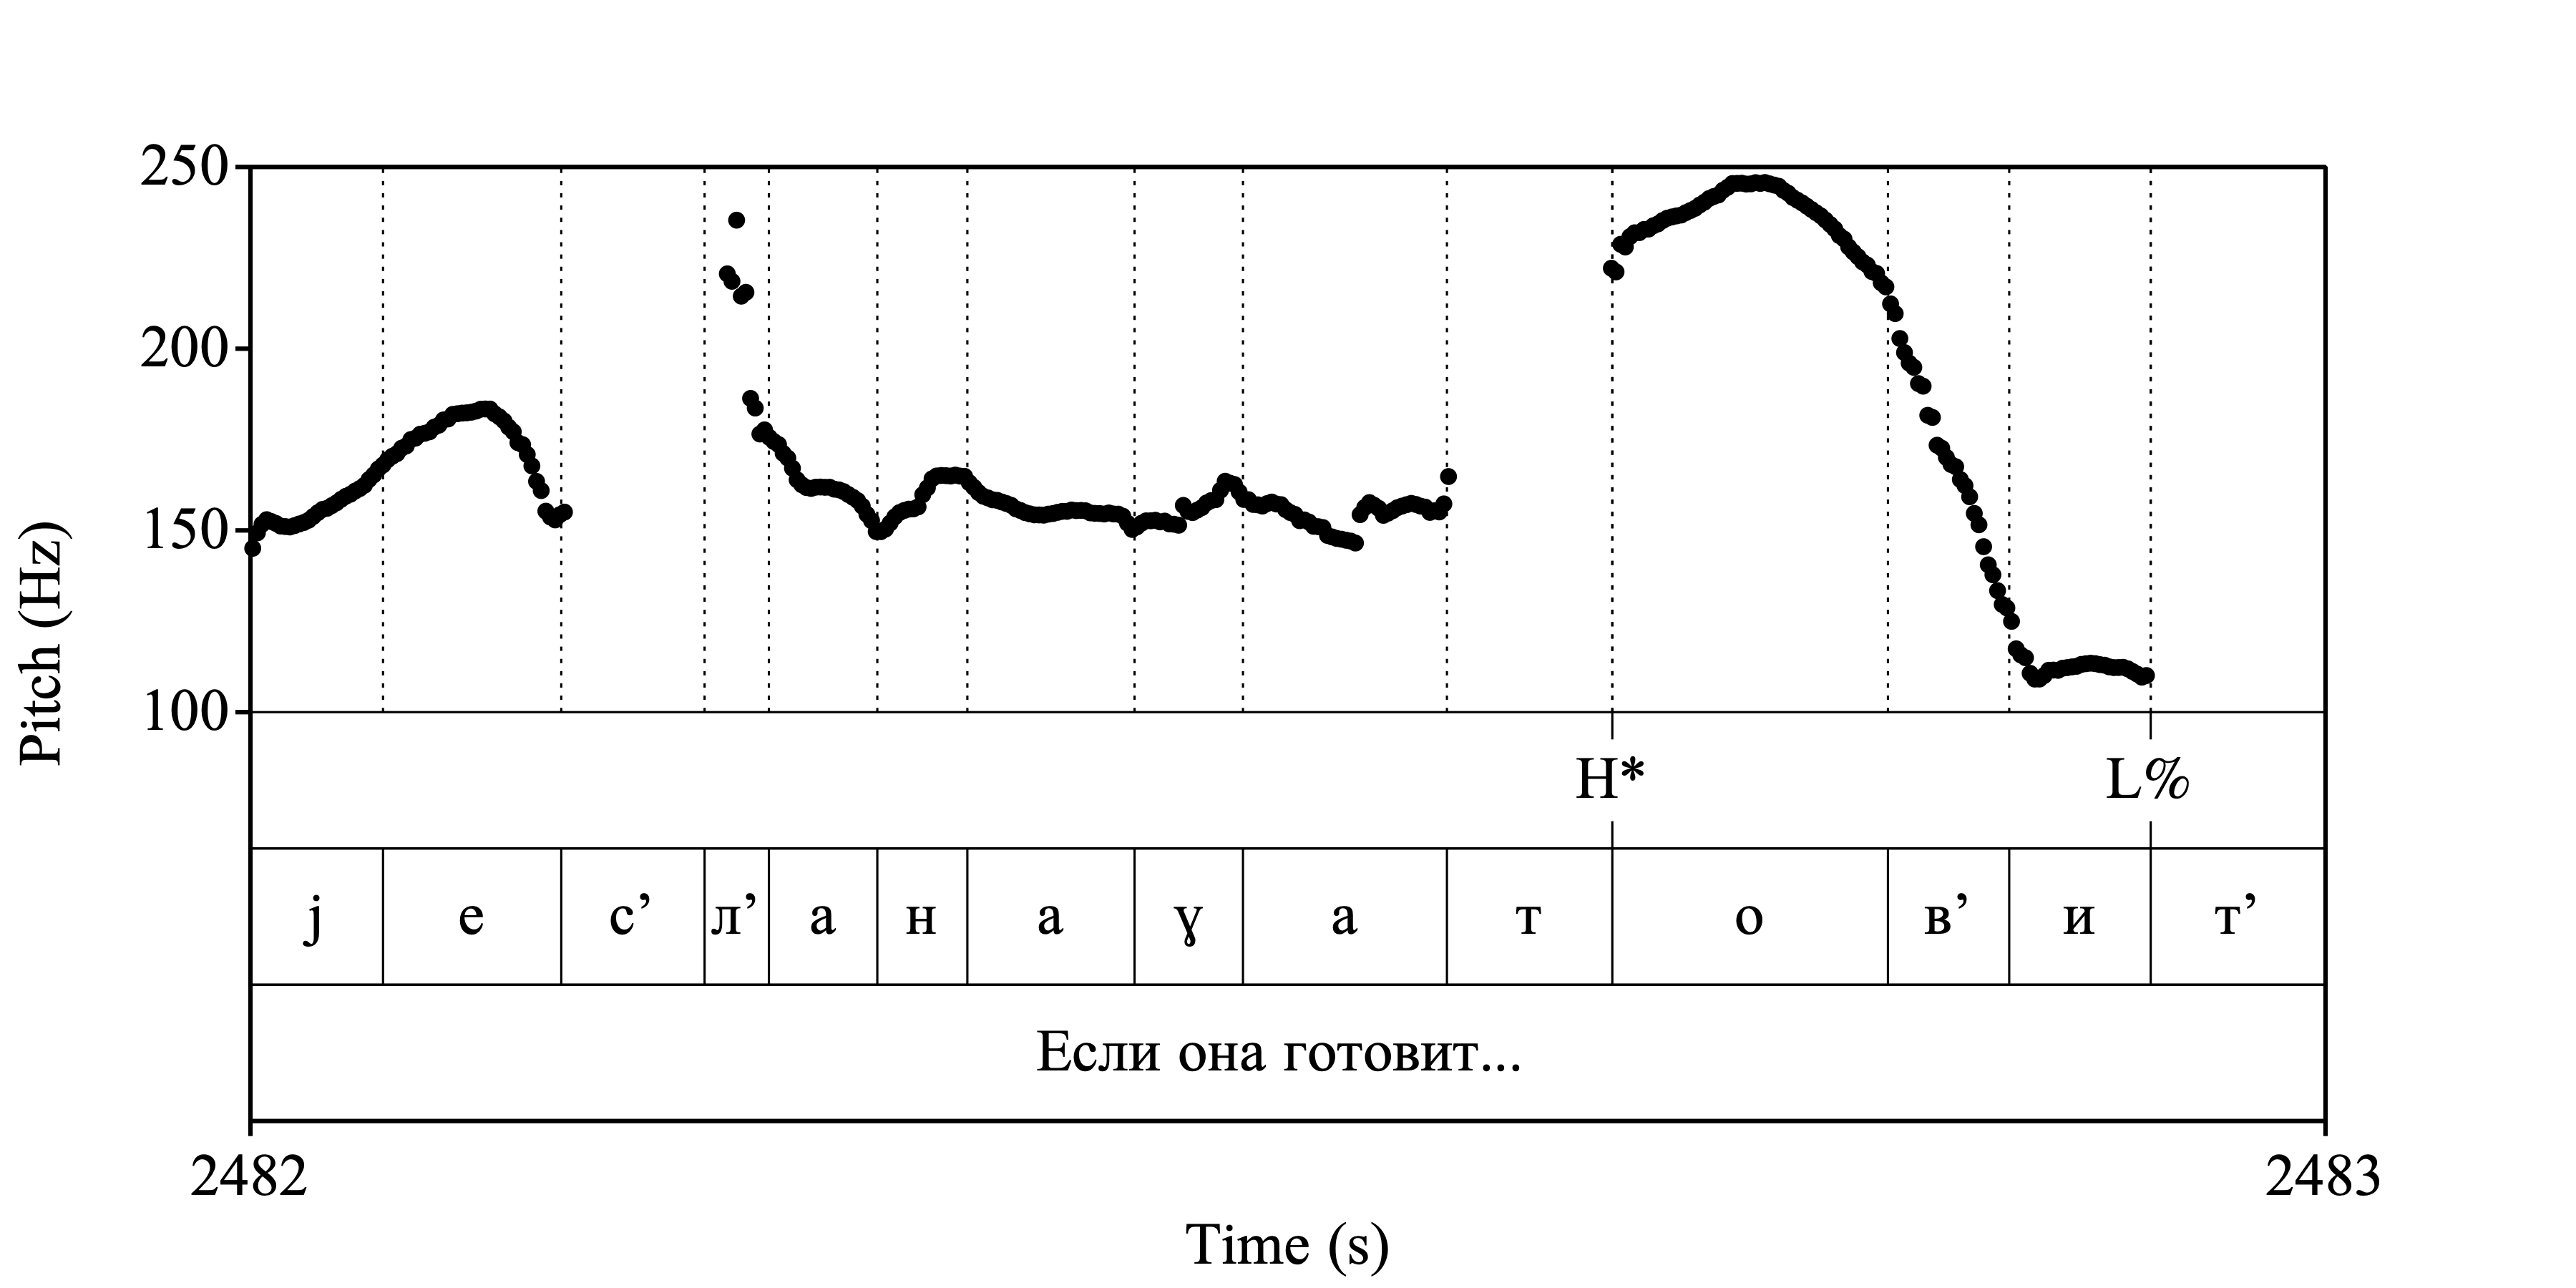 250
200
150
100
Pitch (Hz)
H* L%
j е с’ л’ а н а ɣ а т о в’ и т’
Если она готовит...
2482 2483
Time (s)